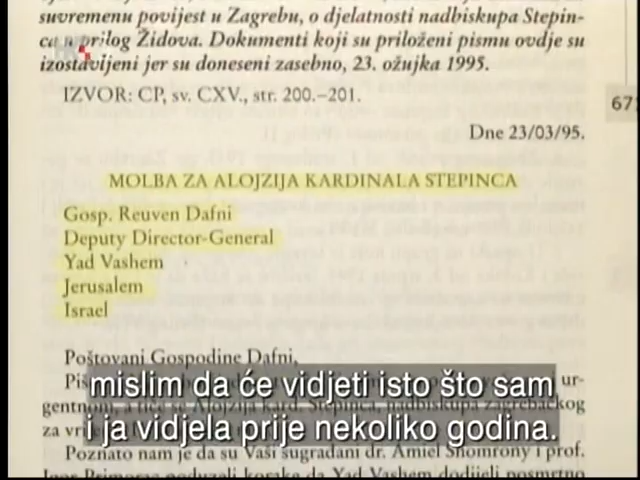 suvremenu povijest u Zagrebu, o djelatnosti nadbiskupa Stepin-
ca u prilog Židova. Dokumenti koji su priloženi pismu ovdje su
izostavljeni jer su doneseni zasebno, 23. ožujka 1995.
IZVOR: CP, sv. CXV., str. 200.–201.
67
Dne 23/03/95.
MOLBA ZA ALOJZIJA KARDINALA STEPINCA
Gosp. Reuven Dafni
Deputy Director-General
Yad Vashem
Jerusalem
Israel
Poštovani Gospodine Dafni,
ur-
mislim da će vidjeti isto što sam
i ja vidjela prije nekoliko godina.
Poznato nam je da su Vaši sugrađani dr. Amiel Shomrony i prof.